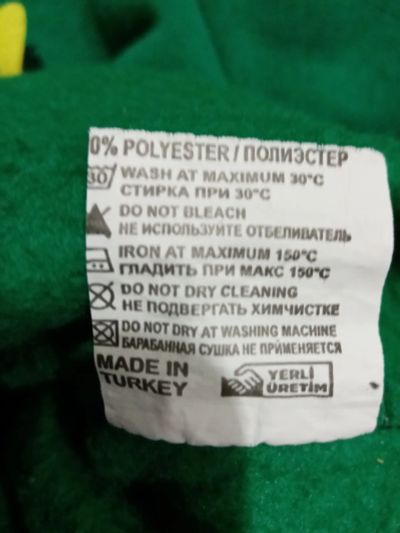 0% POLYESTER / ПОЛИЭСТЕР
30
WASH AT MAXIMUM 30°C
СТИРКА ПРИ 30°C
DO NOT BLEACH
НЕ ИСПОЛЬЗУЙТЕ ОТБЕЛИВАТЕЛЬ
IRON AT MAXIMUM 150°C
ГЛАДИТЬ ПРИ МАКС 150°C
DO NOT DRY CLEANING
НЕ ПОДВЕРГАТЬ ХИМЧИСТКЕ
DO NOT DRY AT WASHING MACHINE
БАРАБАННАЯ СУШКА НЕ ПРИМЕНЯЕТСЯ
MADE IN
TURKEY
YERLİ
ÜRETİM